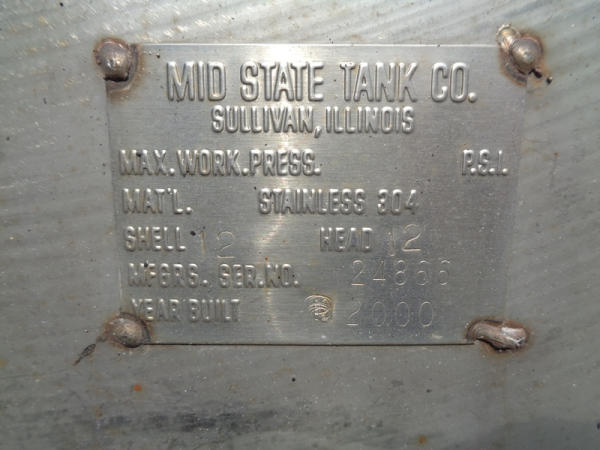 MID STATE TANK CO.
SULLIVAN, ILLINOIS
MAX. WORK. PRESS. P.S.I.
MAT'L. STAINLESS 304
SHELL 12 HEAD 12
MFGRS. SER. NO. 24866
YEAR BUILT 2000